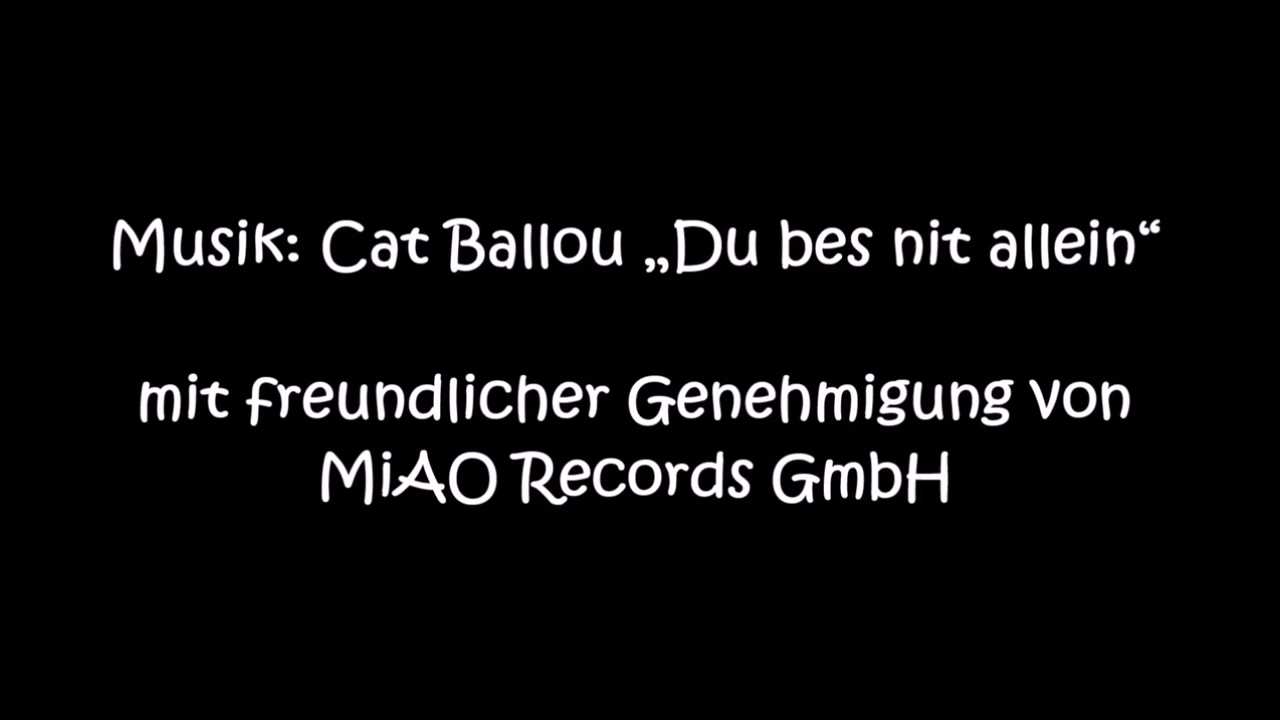 Musik: Cat Ballou „Du bes nit allein“
mit freundlicher Genehmigung von
MiAO Records GmbH